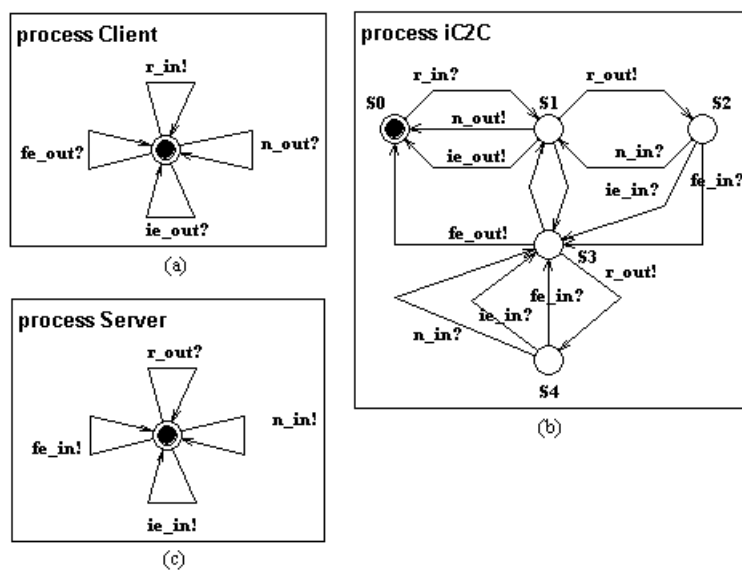 process Client
r_in!
fe_out?
n_out?
ie_out?
(a)
process Server
r_out?
fe_in!
n_in!
ie_in!
(c)
process iC2C
r_in?
r_out!
S0
S1
S2
n_out!
ie_out!
n_in?
ie_in?
fe_in?
fe_out!
S3
r_out!
fe_in?
ie_in?
n_in?
S4
(b)